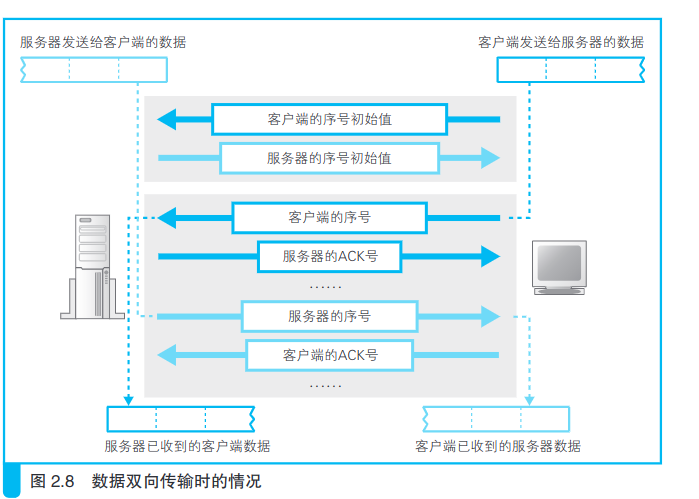 服务器发送给客户端的数据
客户端发送给服务器的数据
客户端的序号初始值
服务器的序号初始值
客户端的序号
服务器的ACK号
……
服务器的序号
客户端的ACK号
……
服务器已收到的客户端数据
客户端已收到的服务器数据
图 2.8 数据双向传输时的情况